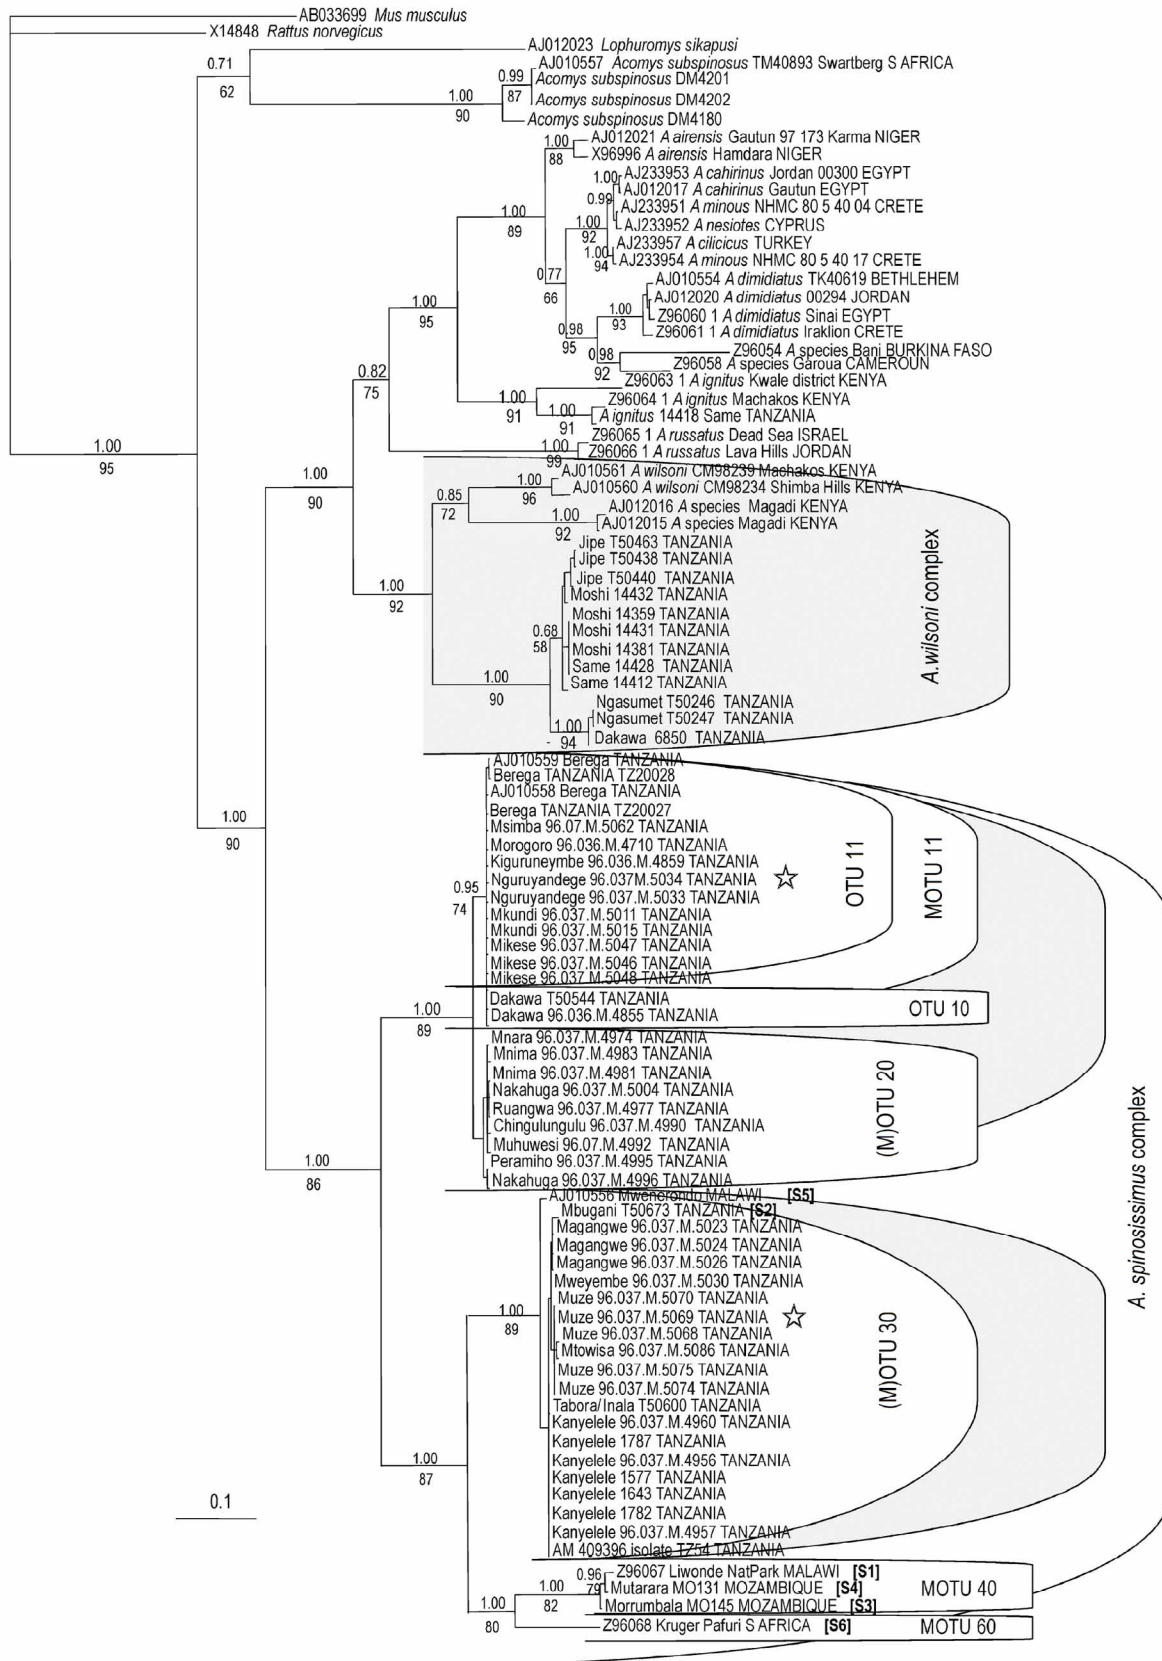 AB033699 Mus musculus
X14848 Rattus norvegicus
AJ012023 Lophuromys sikapusi
0.71
62
AJ010557 Acomys subspinosus TM40893 Swartberg S AFRICA
0.99
87
Acomys subspinosus DM4201
1.00
90
Acomys subspinosus DM4202
Acomys subspinosus DM4180
AJ012021 A airensis Gautun 97 173 Karma NIGER
1.00
88
X96996 A airensis Hamdara NIGER
AJ233953 A cahirinus Jordan 00300 EGYPT
1.00
AJ012017 A cahirinus Gautun EGYPT
0.99
AJ233951 A minous NHMC 80 5 40 04 CRETE
1.00
89
1.00
92
AJ233952 A nesiotes CYPRUS
AJ233957 A cilicicus TURKEY
1.00
94
AJ233954 A minous NHMC 80 5 40 17 CRETE
0.77
66
AJ010554 A dimidiatus TK40619 BETHLEHEM
AJ012020 A dimidiatus 00294 JORDAN
1.00
95
1.00
93
Z96060 1 A dimidiatus Sinai EGYPT
Z96061 1 A dimidiatus Iraklion CRETE
0.98
95
Z96054 A species Bani BURKINA FASO
0.98
92
Z96058 A species Garoua CAMEROUN
0.82
75
Z96063 1 A ignitus Kwale district KENYA
1.00
91
Z96064 1 A ignitus Machakos KENYA
1.00
91
A ignitus 14418 Same TANZANIA
Z96065 1 A russatus Dead Sea ISRAEL
1.00
99
Z96066 1 A russatus Lava Hills JORDAN
1.00
95
AJ010561 A wilsoni CM98239 Machakos KENYA
1.00
90
1.00
96
AJ010560 A wilsoni CM98234 Shimba Hills KENYA
0.85
72
AJ012016 A species Magadi KENYA
1.00
92
AJ012015 A species Magadi KENYA
Jipe T50463 TANZANIA
Jipe T50438 TANZANIA
Jipe T50440 TANZANIA
1.00
92
Moshi 14432 TANZANIA
Moshi 14359 TANZANIA
0.68
58
Moshi 14431 TANZANIA
Moshi 14381 TANZANIA
Same 14428 TANZANIA
1.00
90
Same 14412 TANZANIA
Ngasumet T50246 TANZANIA
Ngasumet T50247 TANZANIA
1.00
- 94
Dakawa 6850 TANZANIA
A.wilsoni complex
AJ010559 Berega TANZANIA
Berega TANZANIA TZ20028
AJ010558 Berega TANZANIA
Berega TANZANIA TZ20027
1.00
90
Msimba 96.07.M.5062 TANZANIA
Morogoro 96.036.M.4710 TANZANIA
Kiguruneymbe 96.036.M.4859 TANZANIA
Nguruyandege 96.037M.5034 TANZANIA
0.95
74
Nguruyandege 96.037.M.5033 TANZANIA
Mkundi 96.037.M.5011 TANZANIA
Mkundi 96.037.M.5015 TANZANIA
Mikese 96.037.M.5047 TANZANIA
Mikese 96.037.M.5046 TANZANIA
Mikese 96.037.M.5048 TANZANIA
OTU 11
MOTU 11
Dakawa T50544 TANZANIA
1.00
89
Dakawa 96.036.M.4855 TANZANIA
OTU 10
Mnara 96.037.M.4974 TANZANIA
Mnima 96.037.M.4983 TANZANIA
Mnima 96.037.M.4981 TANZANIA
Nakahuga 96.037.M.5004 TANZANIA
Ruangwa 96.037.M.4977 TANZANIA
Chingulungulu 96.037.M.4990 TANZANIA
Muhuwesi 96.07.M.4992 TANZANIA
Peramiho 96.037.M.4995 TANZANIA
Nakahuga 96.037.M.4996 TANZANIA
(M)OTU 20
1.00
86
A. spinosissimus complex
AJ010556 Mwenerondo MALAWI [S5]
Mbugani T50673 TANZANIA [S2]
Magangwe 96.037.M.5023 TANZANIA
Magangwe 96.037.M.5024 TANZANIA
Magangwe 96.037.M.5026 TANZANIA
Mweyembe 96.037.M.5030 TANZANIA
Muze 96.037.M.5070 TANZANIA
1.00
89
Muze 96.037.M.5069 TANZANIA
Muze 96.037.M.5068 TANZANIA
Mtowisa 96.037.M.5086 TANZANIA
Muze 96.037.M.5075 TANZANIA
Muze 96.037.M.5074 TANZANIA
Tabora/Inala T50600 TANZANIA
Kanyelele 96.037.M.4960 TANZANIA
Kanyelele 1787 TANZANIA
1.00
87
Kanyelele 96.037.M.4956 TANZANIA
Kanyelele 1577 TANZANIA
Kanyelele 1643 TANZANIA
Kanyelele 1782 TANZANIA
Kanyelele 96.037.M.4957 TANZANIA
AM 409396 isolate TZ54 TANZANIA
(M)OTU 30
0.1
0.96
79
Z96067 Liwonde NatPark MALAWI [S1]
1.00
82
Mutarara MO131 MOZAMBIQUE [S4]
MOTU 40
Morrumbala MO145 MOZAMBIQUE [S3]
1.00
80
Z96068 Kruger Pafuri S AFRICA [S6]
MOTU 60